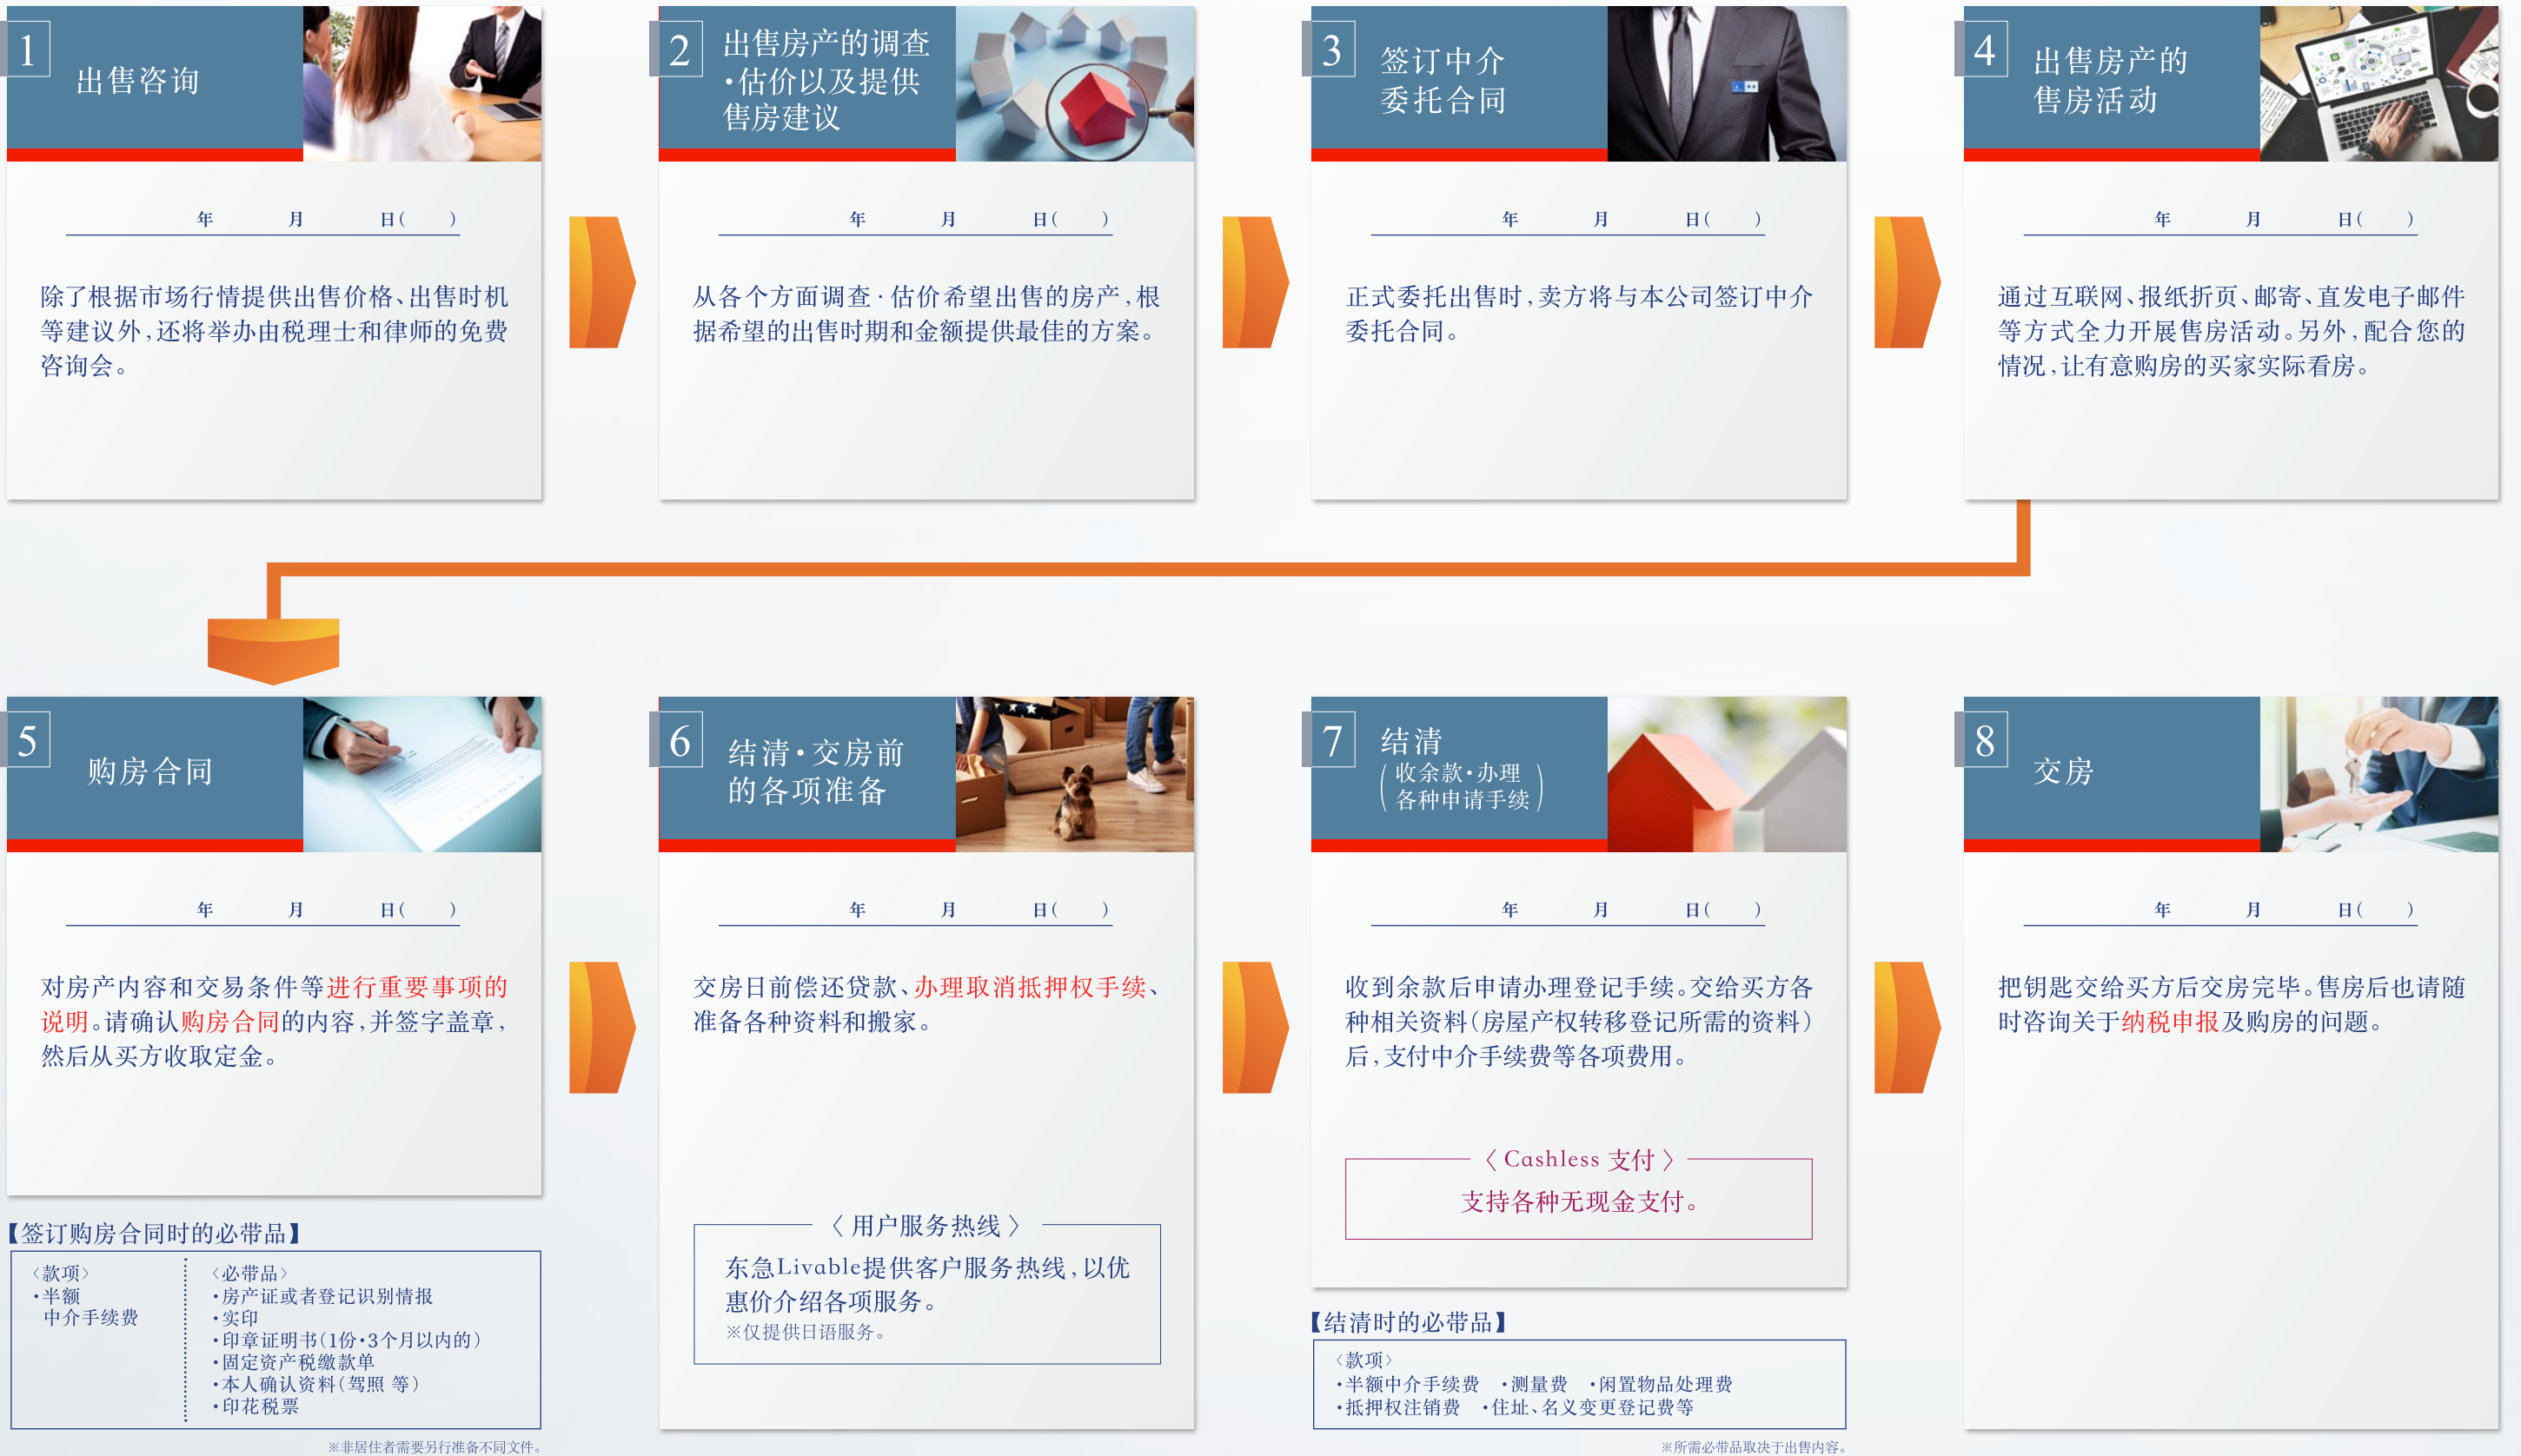 1
出售咨询
年 月 日( )
除了根据市场行情提供出售价格、出售时机
等建议外,还将举办由税理士和律师的免费
咨询会。
2
出售房产的调查
・估价以及提供
售房建议
年 月 日( )
从各个方面调查·估价希望出售的房产,根
据希望的出售时期和金额提供最佳的方案。
3
签订中介
委托合同
年 月 日( )
正式委托出售时,卖方将与本公司签订中介
委托合同。
4
出售房产的
售房活动
年 月 日( )
通过互联网、报纸折页、邮寄、直发电子邮件
等方式全力开展售房活动。另外,配合您的
情况,让有意购房的买家实际看房。
5
购房合同
年 月 日( )
对房产内容和交易条件等进行重要事项的
说明。请确认购房合同的内容,并签字盖章,
然后从买方收取定金。
【签订购房合同时的必带品】
〈款项〉
・半额
中介手续费
〈必带品〉
・房产证或者登记识别情报
・实印
・印章证明书(1份・3个月以内的)
・固定资产税缴款单
・本人确认资料(驾照 等)
・印花税票
※非居住者需要另行准备不同文件。
6
结清・交房前
的各项准备
年 月 日( )
交房日前偿还贷款、办理取消抵押权手续、
准备各种资料和搬家。
〈 用户服务热线 〉
东急Livable提供客户服务热线,以优
惠价介绍各项服务。
※仅提供日语服务。
7
结清
(收余款・办理
各种申请手续)
年 月 日( )
收到余款后申请办理登记手续。交给买方各
种相关资料(房屋产权转移登记所需的资料)
后,支付中介手续费等各项费用。
〈 Cashless 支付 〉
支持各种无现金支付。
【结清时的必带品】
〈款项〉
・半额中介手续费 ・测量费 ・闲置物品处理费
・抵押权注销费 ・住址、名义变更登记费等
※所需必带品取决于出售内容。
8
交房
年 月 日( )
把钥匙交给买方后交房完毕。售房后也请随
时咨询关于纳税申报及购房的问题。